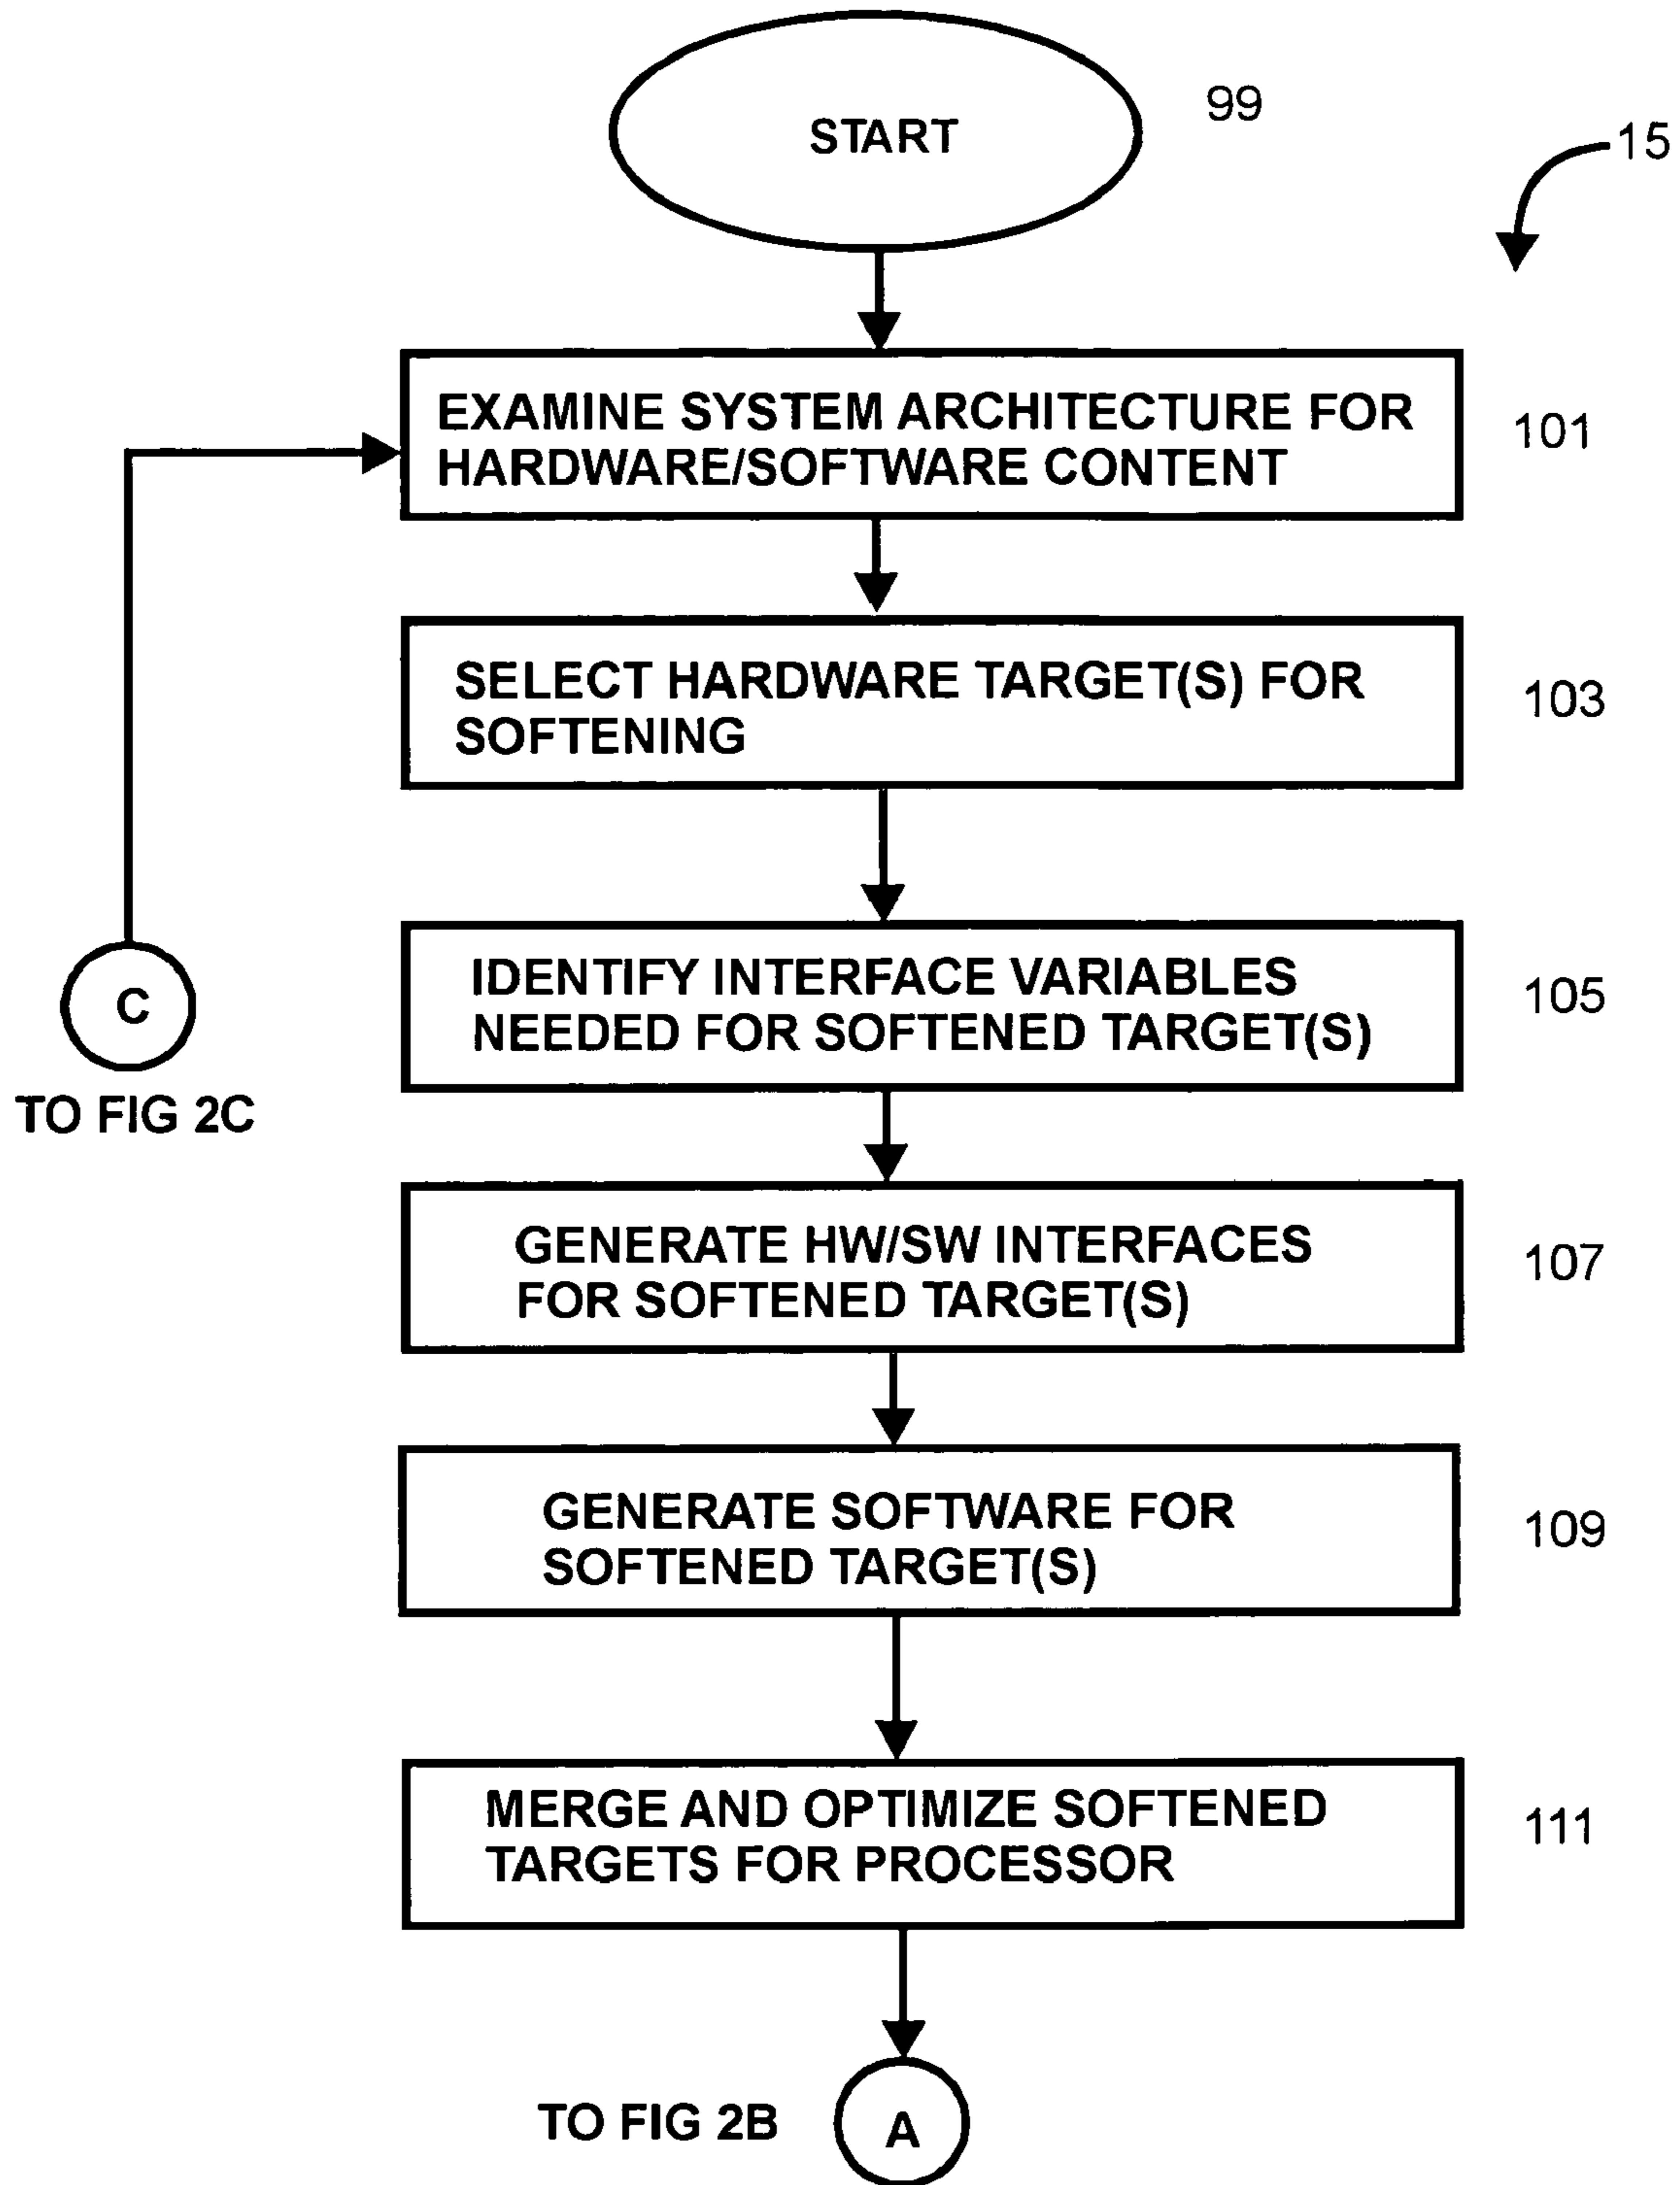 START
99
15
EXAMINE SYSTEM ARCHITECTURE FOR
HARDWARE/SOFTWARE CONTENT
101
SELECT HARDWARE TARGET(S) FOR
SOFTENING
103
IDENTIFY INTERFACE VARIABLES
NEEDED FOR SOFTENED TARGET(S)
105
C
TO FIG 2C
GENERATE HW/SW INTERFACES
FOR SOFTENED TARGET(S)
107
GENERATE SOFTWARE FOR
SOFTENED TARGET(S)
109
MERGE AND OPTIMIZE SOFTENED
TARGETS FOR PROCESSOR
111
TO FIG 2B
A